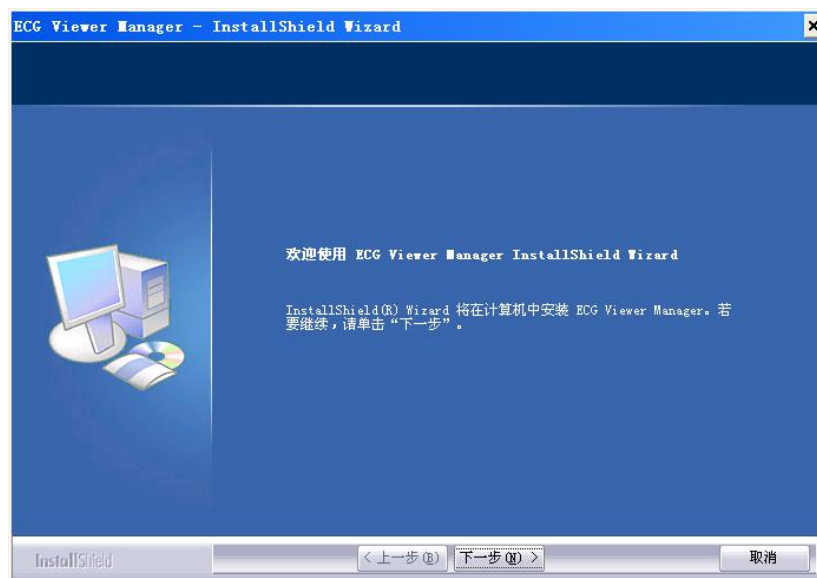 ECG Viewer Manager - InstallShield Wizard
欢迎使用 ECG Viewer Manager InstallShield Wizard
InstallShield(R) Wizard 将在计算机中安装 ECG Viewer Manager。若
要继续，请单击“下一步”。
InstallShield
< 上一步(B)
下一步(N) >
取消